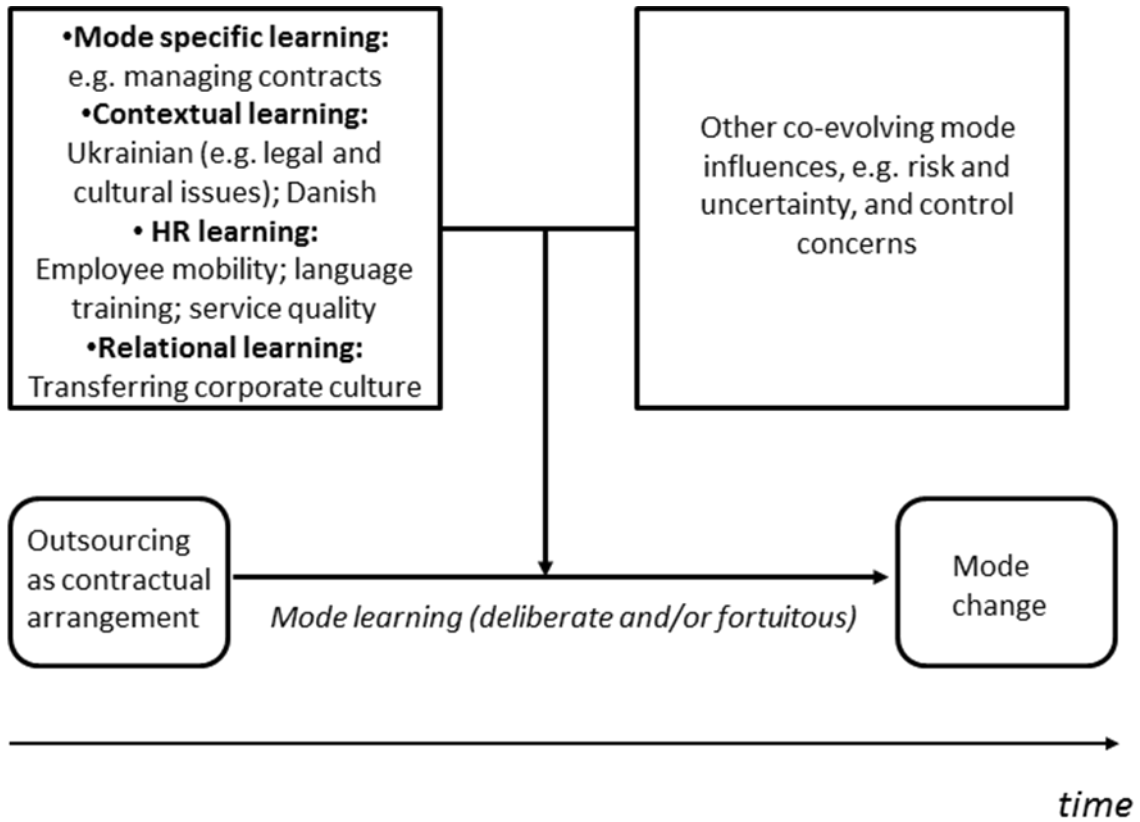 •Mode specific learning:
e.g. managing contracts
•Contextual learning:
Ukrainian (e.g. legal and
cultural issues); Danish
• HR learning:
Employee mobility; language
training; service quality
•Relational learning:
Transferring corporate culture
Other co-evolving mode
influences, e.g. risk and
uncertainty, and control
concerns
Outsourcing
as contractual
arrangement
Mode learning (deliberate and/or fortuitous)
Mode
change
time